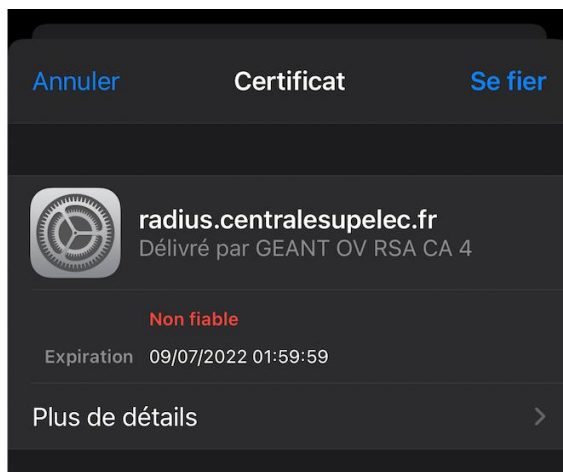 Annuler Certificat Se fier
radius.centralesupelec.fr
Délivré par GEANT OV RSA CA 4
Non fiable
Expiration 09/07/2022 01:59:59
Plus de détails